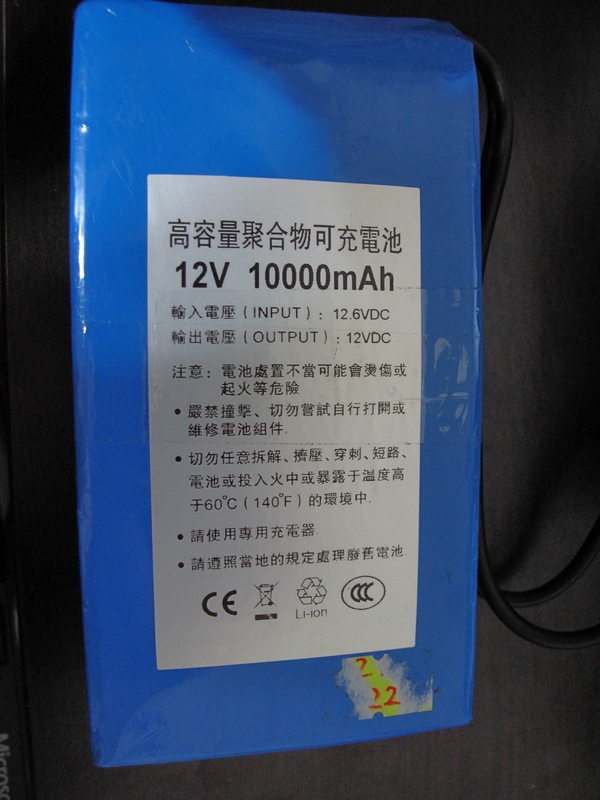 高容量聚合物可充電池
12V 10000mAh
輸入電壓(INPUT): 12.6VDC
輸出電壓(OUTPUT): 12VDC
注意: 電池處置不當可能會燙傷或
起火等危險
• 嚴禁撞擊、切勿嘗試自行打開或
維修電池組件.
• 切勿任意拆解、擠壓、穿刺、短路、
電池或投入火中或暴露于温度高
于60℃(140℉)的環境中.
• 請使用專用充電器.
• 請遵照當地的規定處理廢舊電池.
CE
Li-ion
CCC
2
22